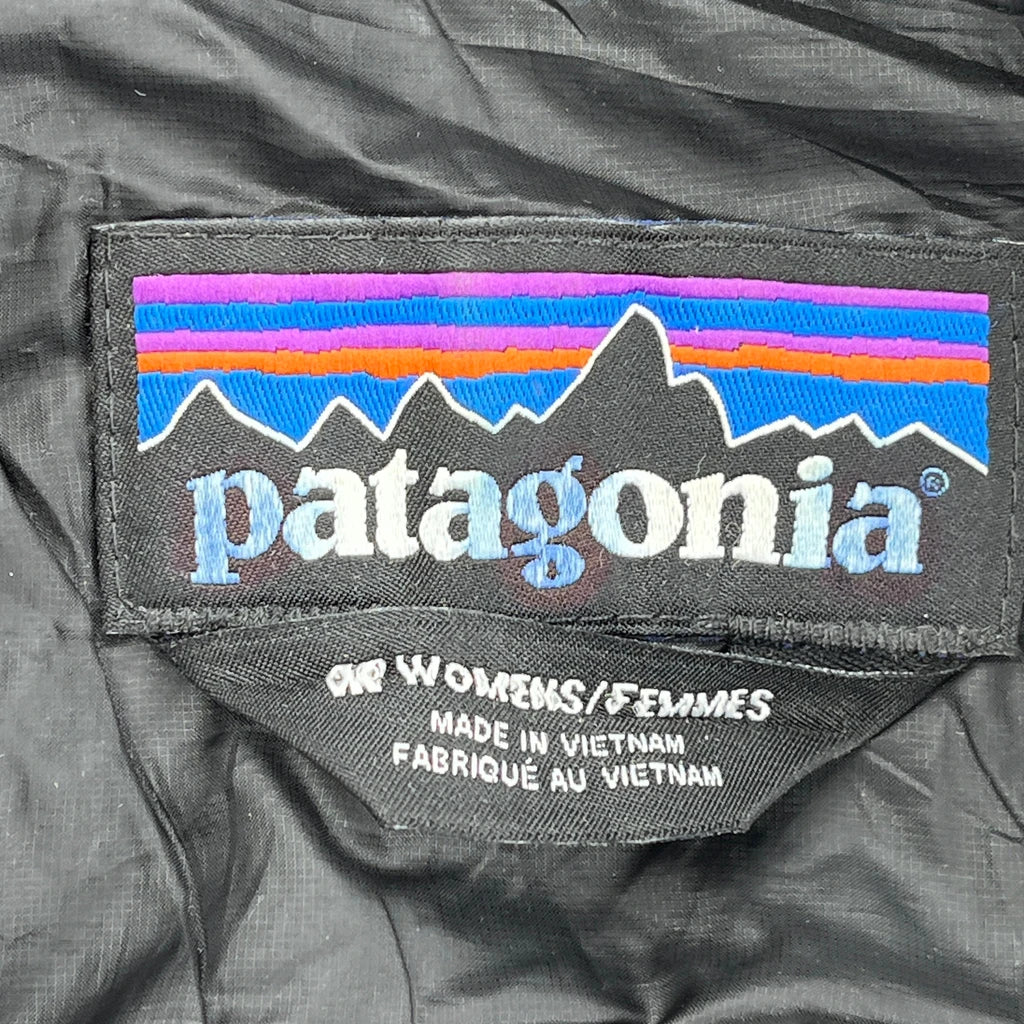 patagonia®
WOMENS/FEMMES
MADE IN VIETNAM
FABRIQUÉ AU VIETNAM